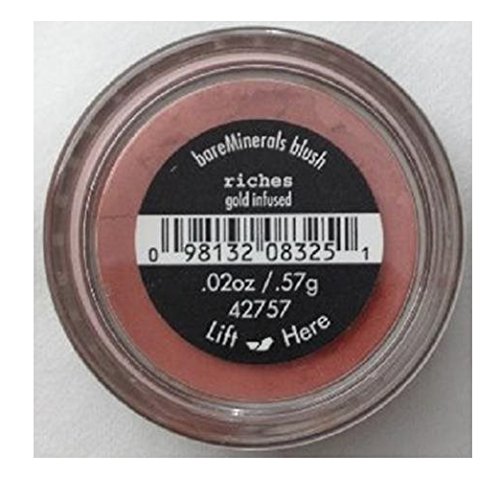 bareMinerals blush
riches
gold infused
0 98132 08325 1
.02oz / .57g
42757
Lift Here